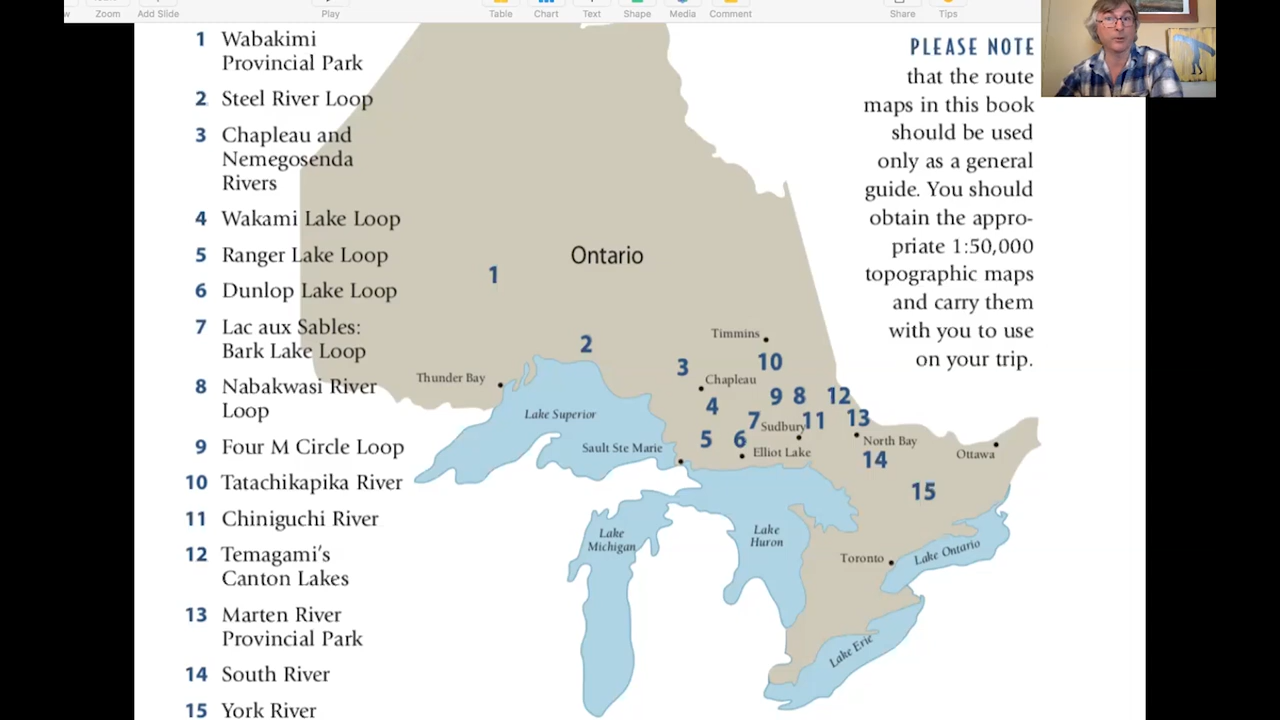 Zoom
Add Slide
Play
Table
Chart
Text
Shape
Media
Comment
Share
Tips
1 Wabakimi
Provincial Park
2 Steel River Loop
3 Chapleau and
Nemegosenda
Rivers
4 Wakami Lake Loop
5 Ranger Lake Loop
6 Dunlop Lake Loop
7 Lac aux Sables:
Bark Lake Loop
8 Nabakwasi River
Loop
9 Four M Circle Loop
10 Tatachikapika River
11 Chiniguchi River
12 Temagami's
Canton Lakes
13 Marten River
Provincial Park
14 South River
15 York River
Ontario
1
2
3
Timmins
10
Thunder Bay
Chapleau
9 8 12
4
Lake Superior
7 Sudbury 11 13
5 6
Sault Ste Marie
Elliot Lake
North Bay
14
Ottawa
15
Lake
Michigan
Lake
Huron
Toronto
Lake Ontario
Lake Erie
PLEASE NOTE
that the route
maps in this book
should be used
only as a general
guide. You should
obtain the appro-
priate 1:50,000
topographic maps
and carry them
with you to use
on your trip.